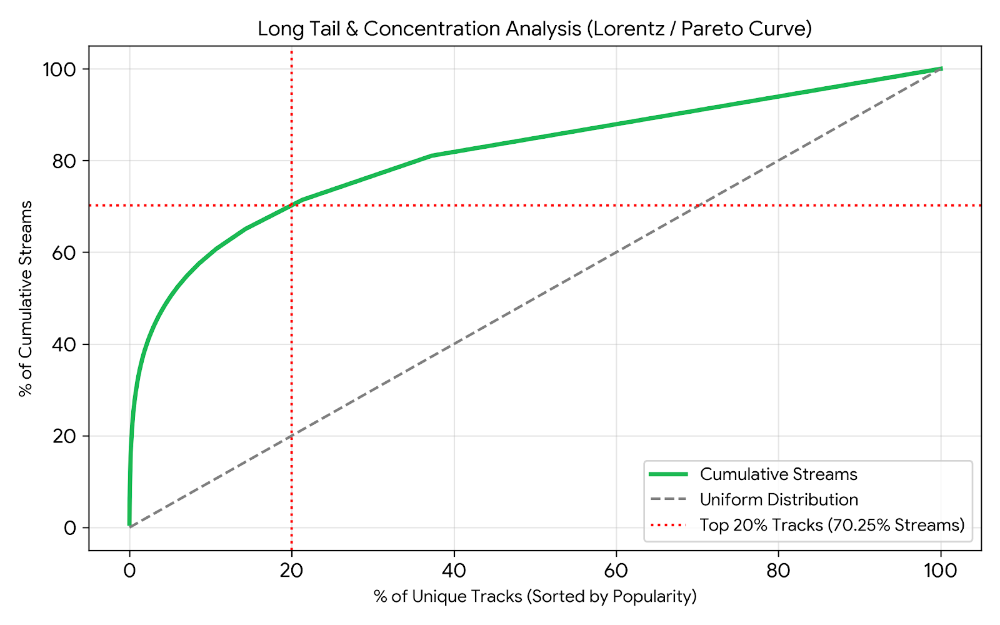 Long Tail & Concentration Analysis (Lorentz / Pareto Curve)
% of Cumulative Streams
100
80
60
40
20
0
Cumulative Streams
Uniform Distribution
Top 20% Tracks (70.25% Streams)
0 20 40 60 80 100
% of Unique Tracks (Sorted by Popularity)